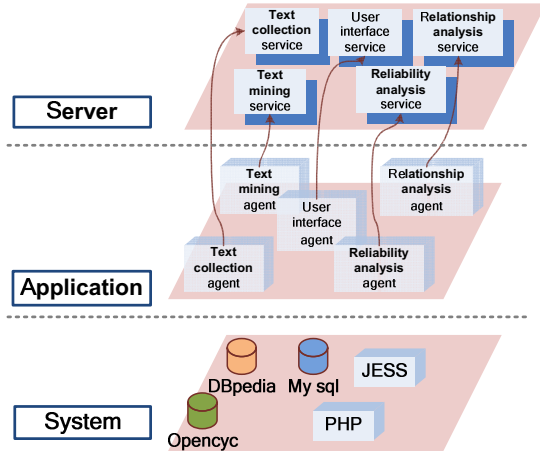 Text
collection
service
User
interface
service
Relationship
analysis
service
Text
mining
service
Reliability
analysis
service
Server
Text
mining
agent
Relationship
analysis
agent
User
interface
agent
Text
collection
agent
Reliability
analysis
agent
Application
DBpedia
My sql
JESS
Opencyc
PHP
System